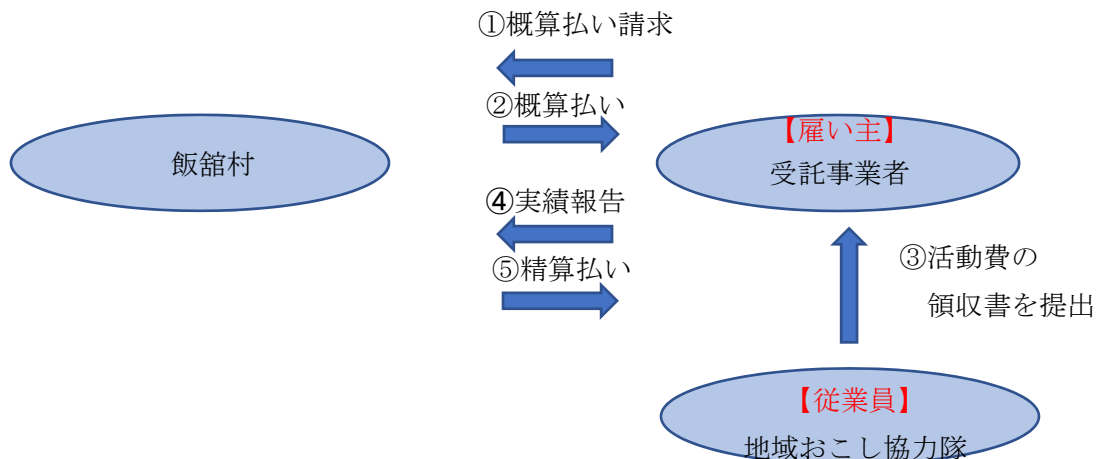 ①概算払い請求
②概算払い
飯舘村
【雇い主】
受託事業者
④実績報告
⑤精算払い
③活動費の
領収書を提出
【従業員】
地域おこし協力隊